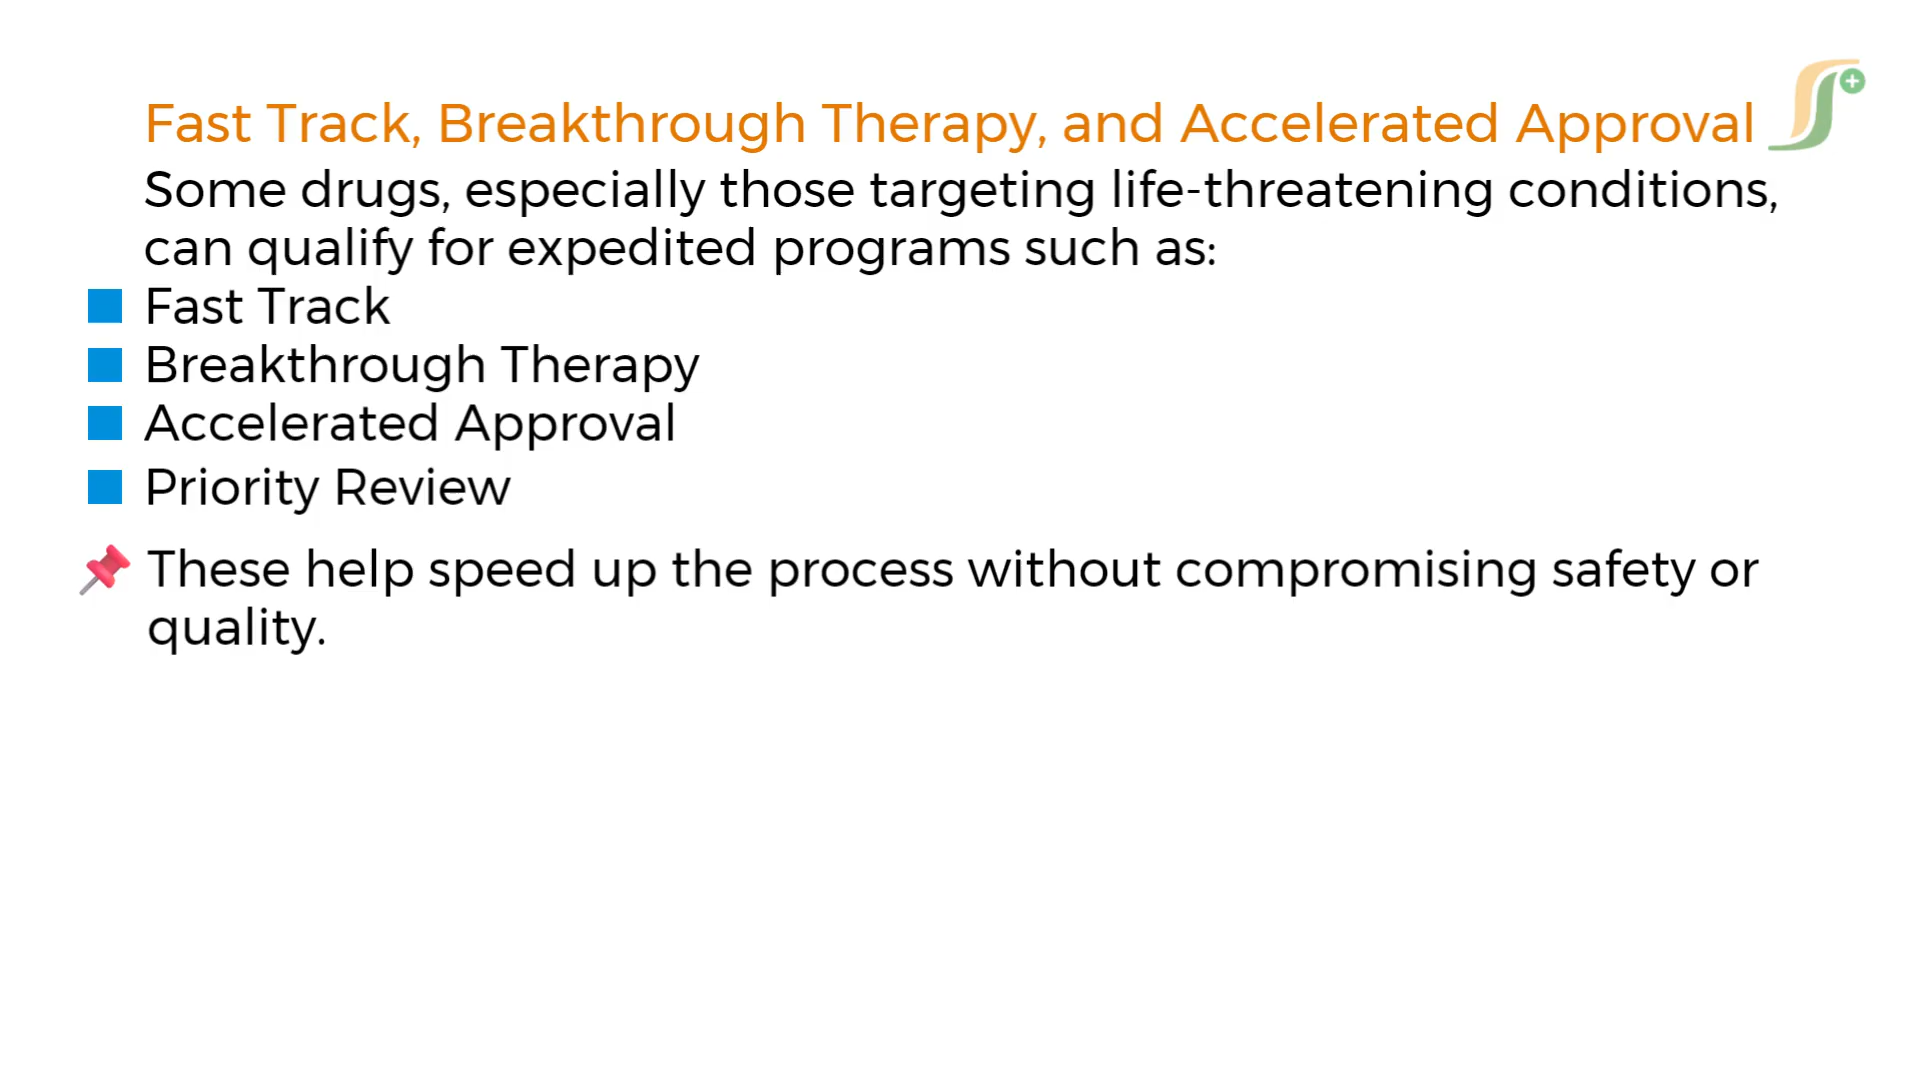 Fast Track, Breakthrough Therapy, and Accelerated Approval
Some drugs, especially those targeting life-threatening conditions,
can qualify for expedited programs such as:
Fast Track
Breakthrough Therapy
Accelerated Approval
Priority Review
These help speed up the process without compromising safety or
quality.